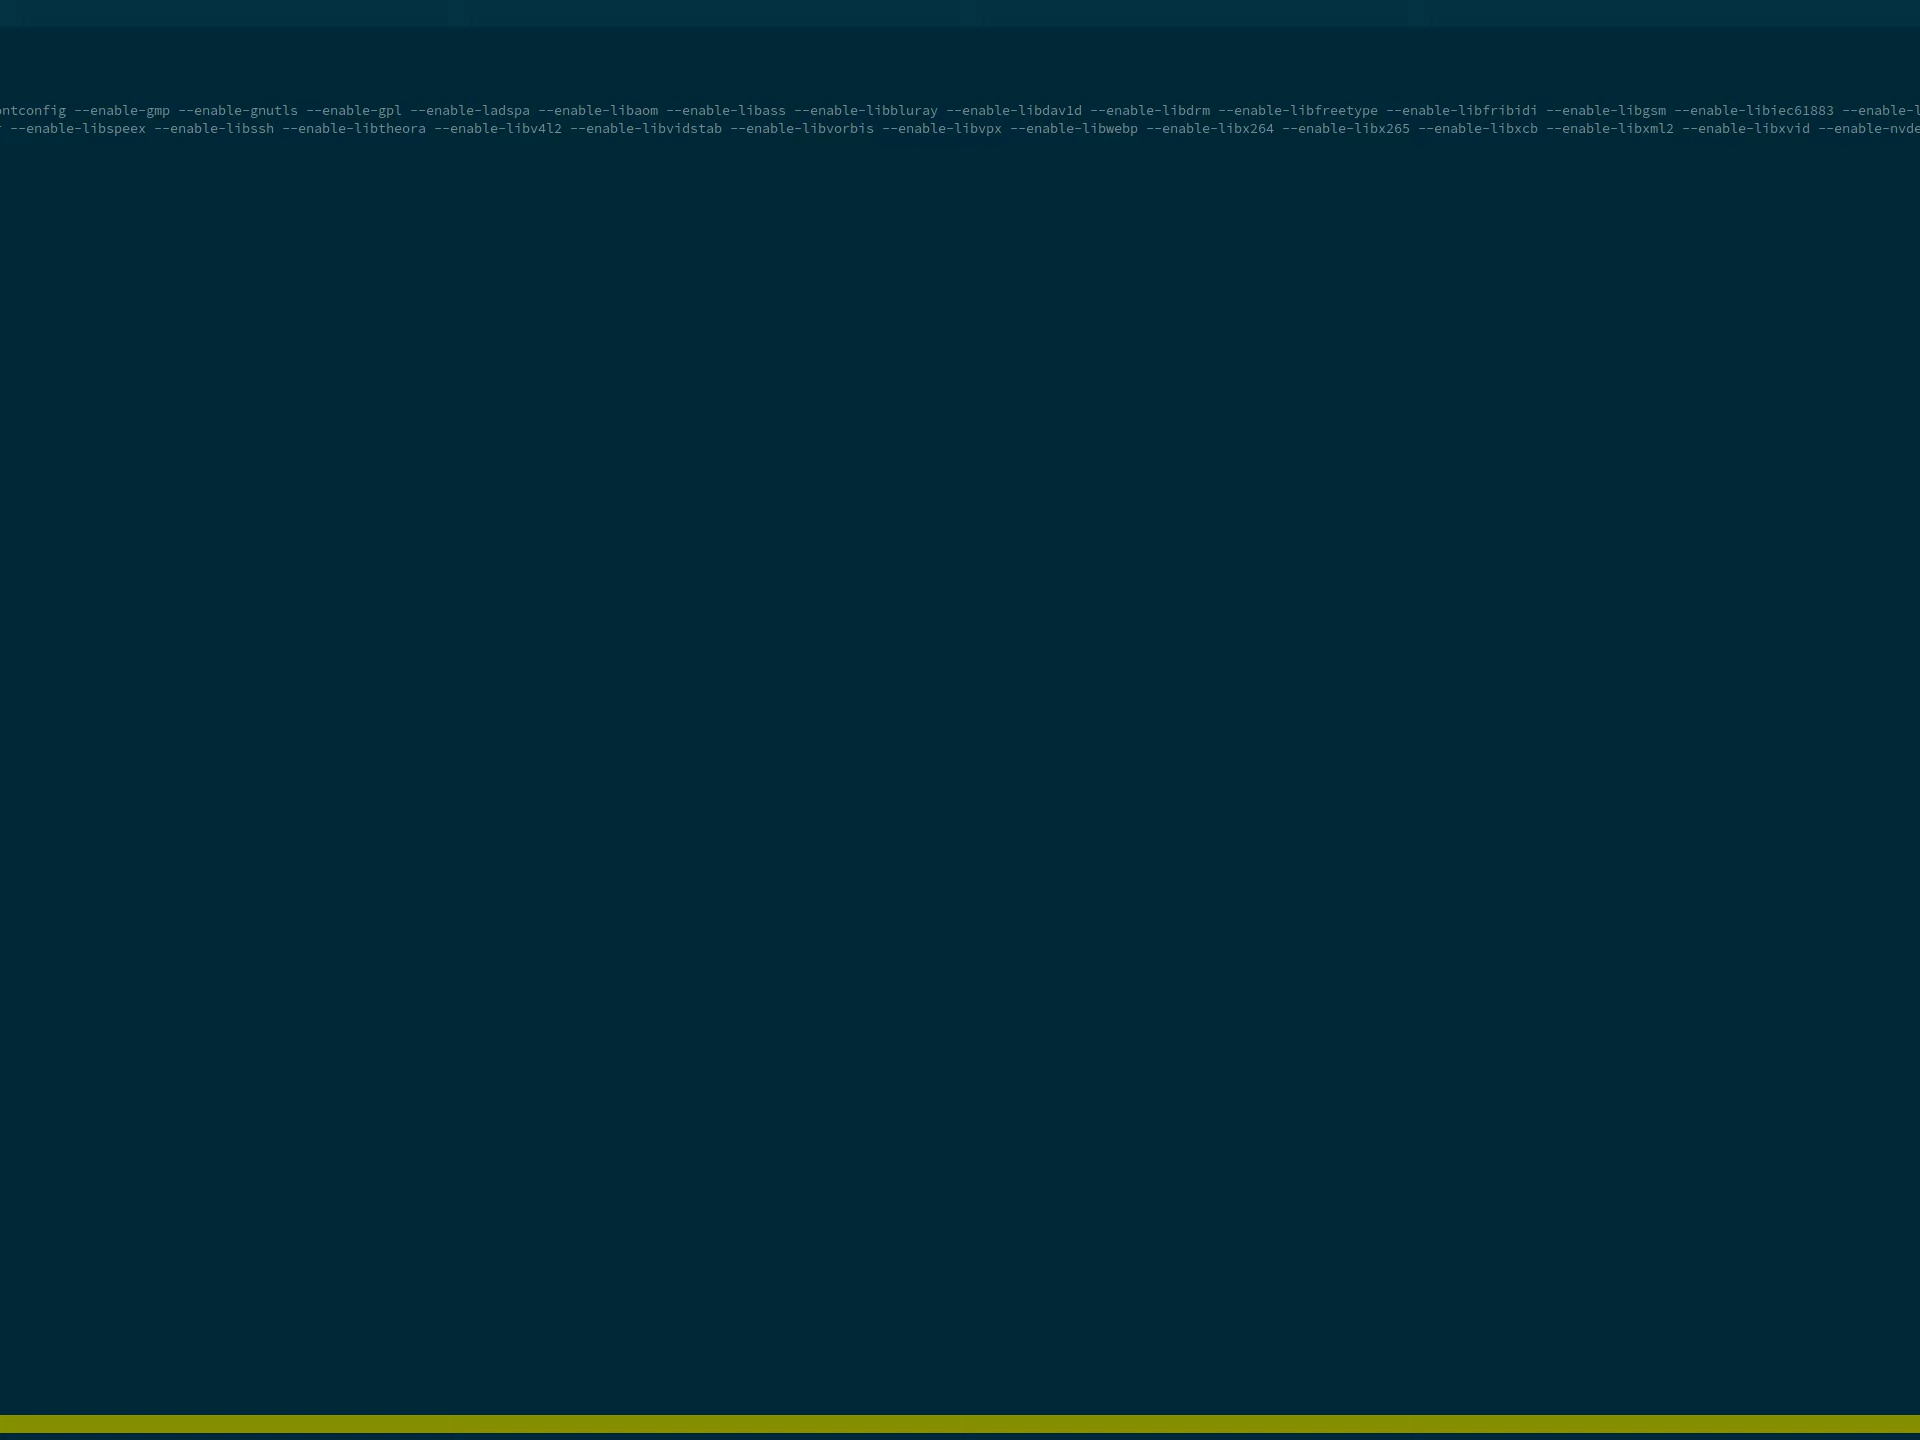 ontconfig --enable-gmp --enable-gnutls --enable-gpl --enable-ladspa --enable-libaom --enable-libass --enable-libbluray --enable-libdav1d --enable-libdrm --enable-libfreetype --enable-libfribidi --enable-libgsm --enable-libiec61883 --enable-l
--enable-libspeex --enable-libssh --enable-libtheora --enable-libv4l2 --enable-libvidstab --enable-libvorbis --enable-libvpx --enable-libwebp --enable-libx264 --enable-libx265 --enable-libxcb --enable-libxml2 --enable-libxvid --enable-nvde